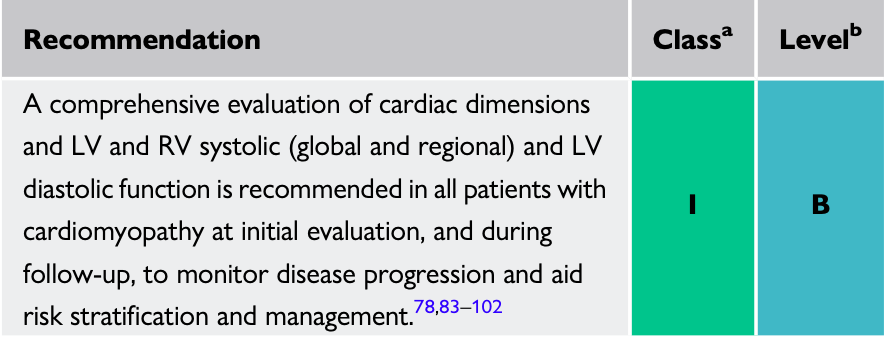 Recommendation Classᵃ Levelᵇ
A comprehensive evaluation of cardiac dimensions
and LV and RV systolic (global and regional) and LV
diastolic function is recommended in all patients with
cardiomyopathy at initial evaluation, and during
follow-up, to monitor disease progression and aid
risk stratification and management.⁷⁸,⁸³–¹⁰²
I
B